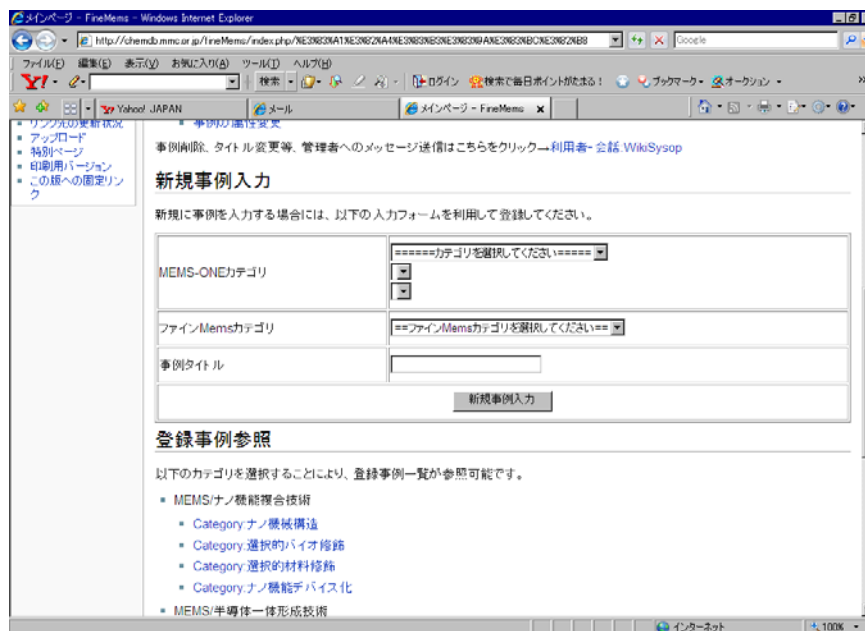 メインページ - FineMems - Windows Internet Explorer
http://chemdb.mmc.or.jp/fineMems/index.php/%E3%83%A1%E3%82%A4%E3%83%B3%E3%83%9A%E3%83%BC%E3%82%B8
Google
ファイル(F) 編集(E) 表示(V) お気に入り(A) ツール(T) ヘルプ(H)
Y! 検索 ログイン 検索で毎日ポイントがたまる! ブックマーク オークション
Yahoo! JAPAN メール メインページ - FineMems
リンク先の更新状況
アップロード
特別ページ
印刷用バージョン
この版への固定リンク
事例の属性変更
事例削除、タイトル変更等、管理者へのメッセージ送信はこちらをクリック→利用者-会話:WikiSysop
新規事例入力
新規に事例を入力する場合には、以下の入力フォームを利用して登録してください。
MEMS-ONEカテゴリ
======カテゴリを選択してください=====
ファインMemsカテゴリ
==ファインMemsカテゴリを選択してください==
事例タイトル
新規事例入力
登録事例参照
以下のカテゴリを選択することにより、登録事例一覧が参照可能です。
MEMS/ナノ機能複合技術
Category:ナノ機械構造
Category:選択的バイオ修飾
Category:選択的材料修飾
Category:ナノ機能デバイス化
MEMS/半導体一体形成技術
インターネット
100%